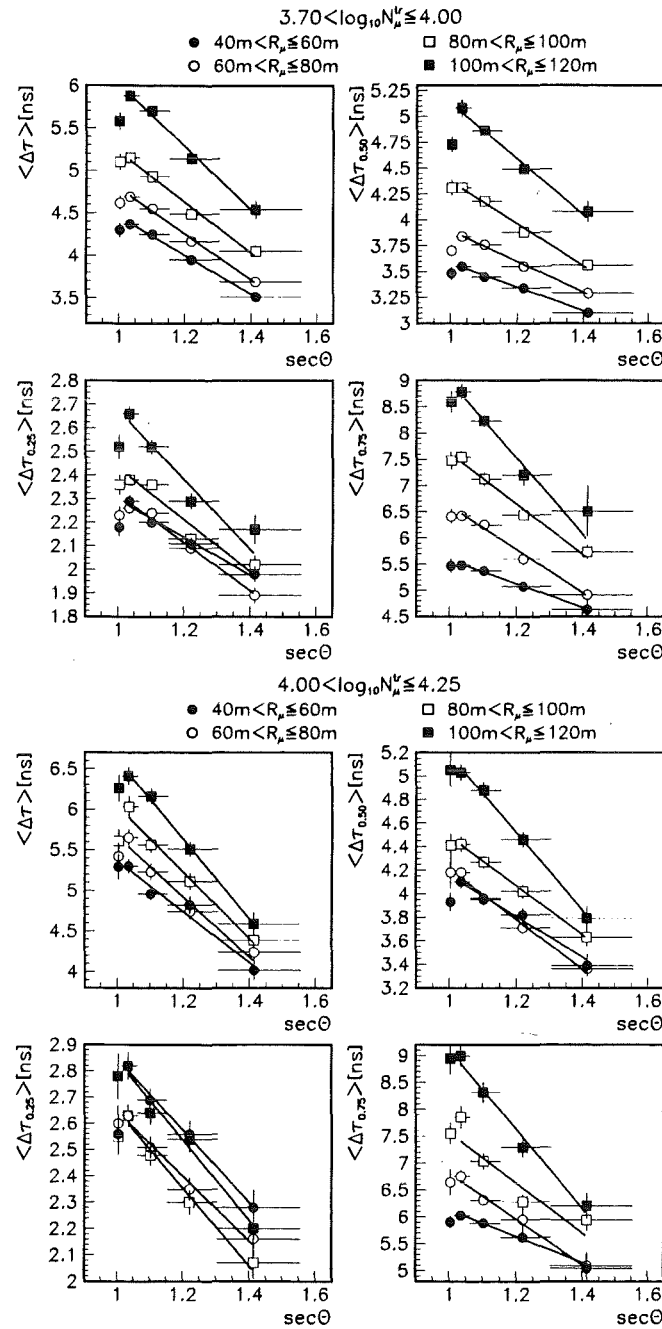 3.70<log₁₀N_μ^tr≦4.00
● 40m<R_μ≦60m □ 80m<R_μ≦100m
○ 60m<R_μ≦80m ■ 100m<R_μ≦120m
<Δτ>[ns]
6
5.5
5
4.5
4
3.5
1 1.2 1.4 1.6
secΘ
<Δτ₀.₅₀>[ns]
5.25
5
4.75
4.5
4.25
4
3.75
3.5
3.25
3
1 1.2 1.4 1.6
secΘ
<Δτ₀.₂₅>[ns]
2.8
2.7
2.6
2.5
2.4
2.3
2.2
2.1
2
1.9
1.8
1 1.2 1.4 1.6
secΘ
<Δτ₀.₇₅>[ns]
9
8.5
8
7.5
7
6.5
6
5.5
5
4.5
1 1.2 1.4 1.6
secΘ
4.00<log₁₀N_μ^tr≦4.25
● 40m<R_μ≦60m □ 80m<R_μ≦100m
○ 60m<R_μ≦80m ■ 100m<R_μ≦120m
<Δτ>[ns]
6.5
6
5.5
5
4.5
4
1 1.2 1.4 1.6
secΘ
<Δτ₀.₅₀>[ns]
5.2
5
4.8
4.6
4.4
4.2
4
3.8
3.6
3.4
3.2
1 1.2 1.4 1.6
secΘ
<Δτ₀.₂₅>[ns]
2.9
2.8
2.7
2.6
2.5
2.4
2.3
2.2
2.1
2
1 1.2 1.4 1.6
secΘ
<Δτ₀.₇₅>[ns]
9
8.5
8
7.5
7
6.5
6
5.5
5
1 1.2 1.4 1.6
secΘ